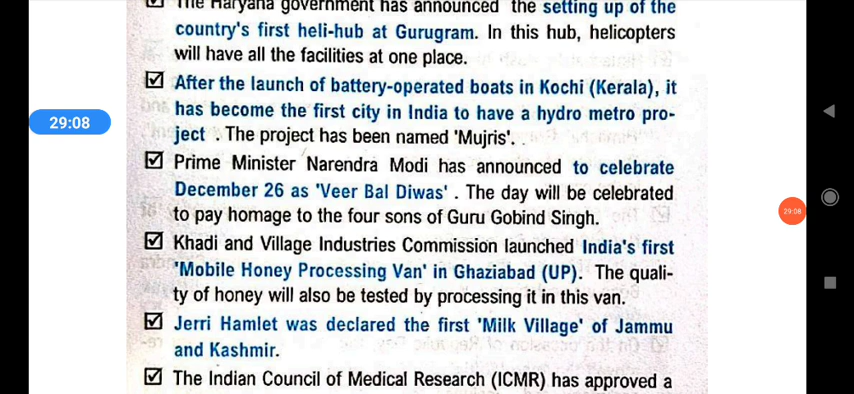 The Haryana government has announced the setting up of the
country's first heli-hub at Gurugram. In this hub, helicopters
will have all the facilities at one place.
After the launch of battery-operated boats in Kochi (Kerala), it
has become the first city in India to have a hydro metro pro-
ject . The project has been named 'Mujris'.
Prime Minister Narendra Modi has announced to celebrate
December 26 as 'Veer Bal Diwas' . The day will be celebrated
to pay homage to the four sons of Guru Gobind Singh.
Khadi and Village Industries Commission launched India's first
'Mobile Honey Processing Van' in Ghaziabad (UP). The quali-
ty of honey will also be tested by processing it in this van.
Jerri Hamlet was declared the first 'Milk Village' of Jammu
and Kashmir.
The Indian Council of Medical Research (ICMR) has approved a
29:08
29:08